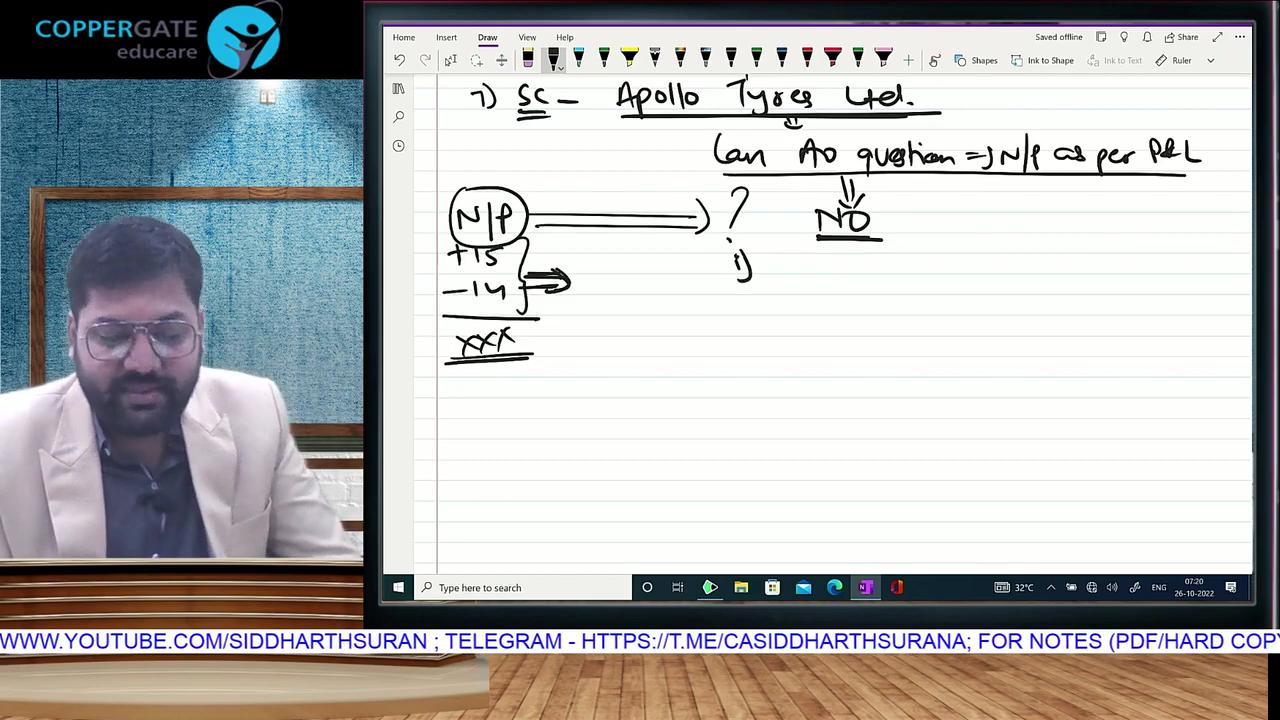 COPPERGATE
educare
Home Insert Draw View Help
Saved offline
Share
Shapes
Ink to Shape
Ink to Text
Ruler
7) SC - Apollo Tyres Ltd.
Can AO question => N/P as per P&L
N/P
?
NO
+15
-14
XXX
Type here to search
32°C
ENG
07:20
26-10-2022
WWW.YOUTUBE.COM/SIDDHARTHSURAN ; TELEGRAM - HTTPS://T.ME/CASIDDHARTHSURANA; FOR NOTES (PDF/HARD COPY